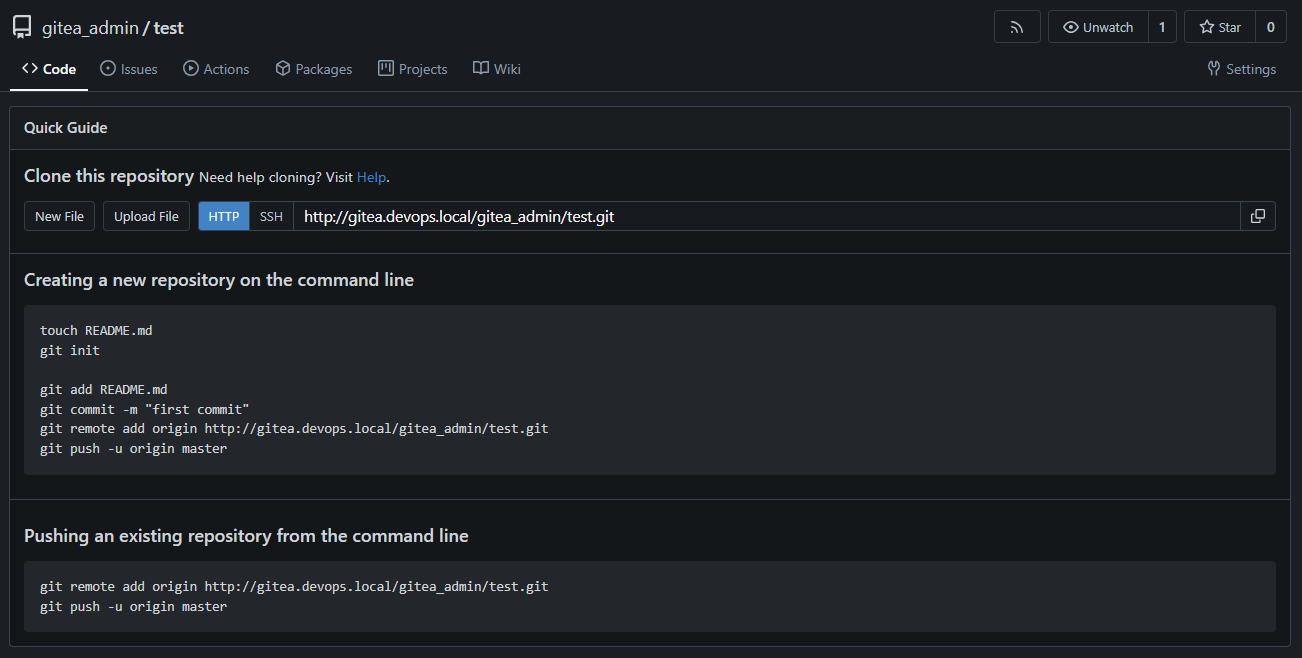 gitea_admin / test
Unwatch 1 Star 0
Code Issues Actions Packages Projects Wiki Settings
Quick Guide
Clone this repository Need help cloning? Visit Help.
New File Upload File HTTP SSH http://gitea.devops.local/gitea_admin/test.git
Creating a new repository on the command line
touch README.md
git init
git add README.md
git commit -m "first commit"
git remote add origin http://gitea.devops.local/gitea_admin/test.git
git push -u origin master
Pushing an existing repository from the command line
git remote add origin http://gitea.devops.local/gitea_admin/test.git
git push -u origin master